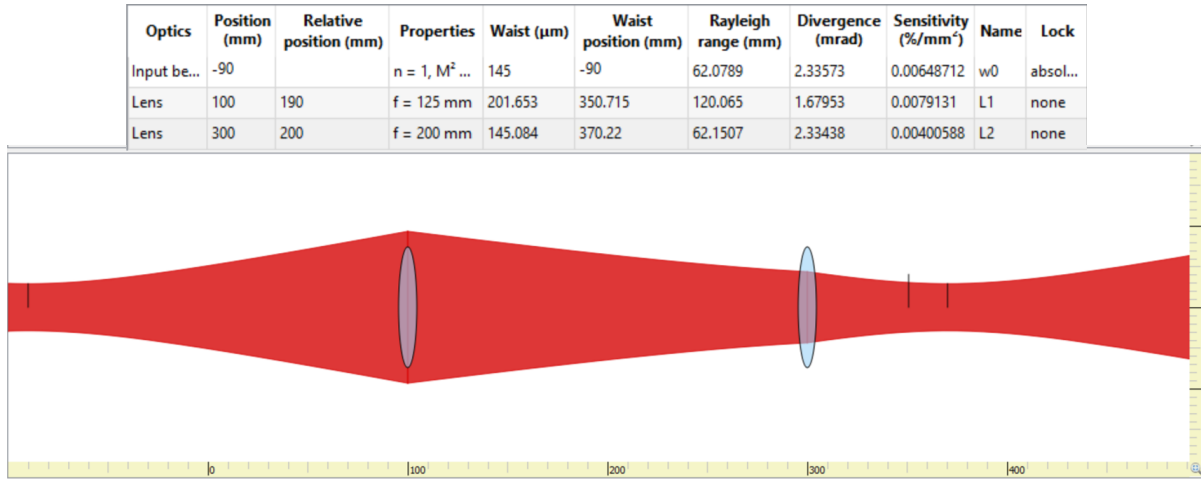 Optics Position (mm) Relative position (mm) Properties Waist (µm) Waist position (mm) Rayleigh range (mm) Divergence (mrad) Sensitivity (%/mm²) Name Lock
Input be... -90 n = 1, M² ... 145 -90 62.0789 2.33573 0.00648712 w0 absol...
Lens 100 190 f = 125 mm 201.653 350.715 120.065 1.67953 0.0079131 L1 none
Lens 300 200 f = 200 mm 145.084 370.22 62.1507 2.33438 0.00400588 L2 none
0 100 200 300 400